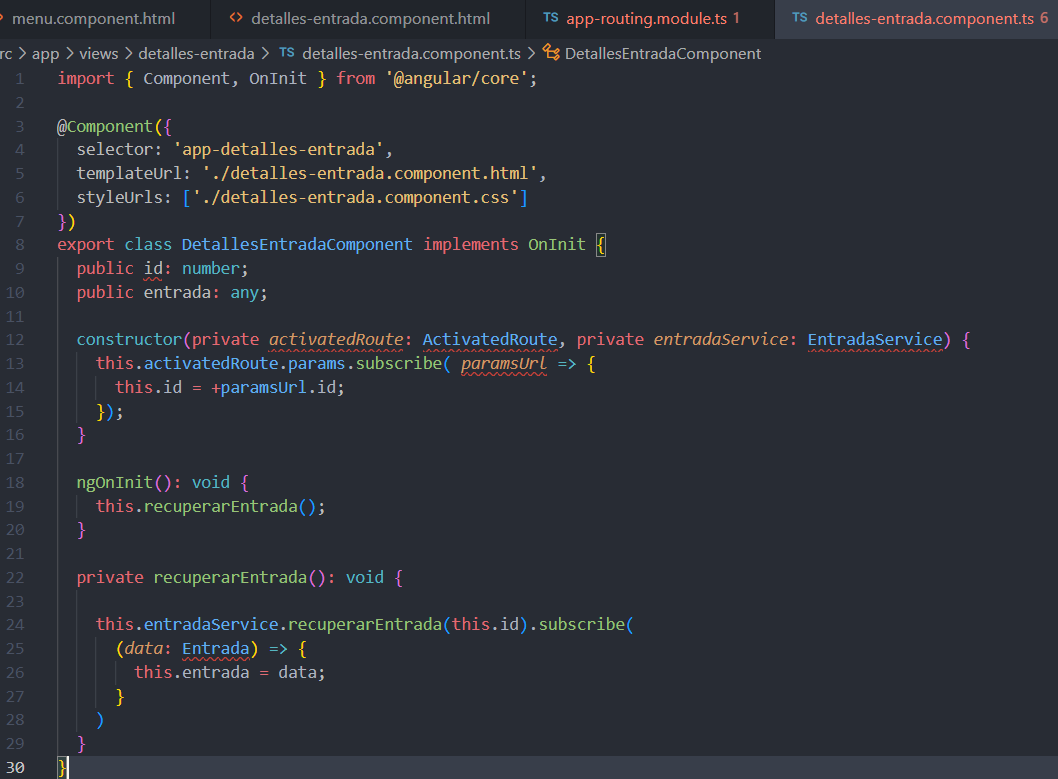 menu.component.html <> detalles-entrada.component.html TS app-routing.module.ts 1 TS detalles-entrada.component.ts 6
rc > app > views > detalles-entrada > TS detalles-entrada.component.ts > DetallesEntradaComponent
1 import { Component, OnInit } from '@angular/core';
2
3 @Component({
4   selector: 'app-detalles-entrada',
5   templateUrl: './detalles-entrada.component.html',
6   styleUrls: ['./detalles-entrada.component.css']
7 })
8 export class DetallesEntradaComponent implements OnInit {
9   public id: number;
10   public entrada: any;
11
12   constructor(private activatedRoute: ActivatedRoute, private entradaService: EntradaService) {
13     this.activatedRoute.params.subscribe( paramsUrl => {
14       this.id = +paramsUrl.id;
15     });
16   }
17
18   ngOnInit(): void {
19     this.recuperarEntrada();
20   }
21
22   private recuperarEntrada(): void {
23
24     this.entradaService.recuperarEntrada(this.id).subscribe(
25       (data: Entrada) => {
26         this.entrada = data;
27       }
28     )
29   }
30 }